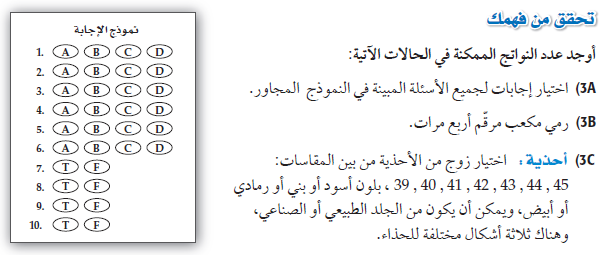 تحقق من فهمك
أوجد عدد النواتج الممكنة في الحالات الآتية:
3A) اختيار إجابات لجميع الأسئلة المبينة في النموذج المجاور.
3B) رمي مكعب مرقّم أربع مرات.
3C) أحذية: اختيار زوج من الأحذية من بين المقاسات:
39 , 40 , 41 , 42 , 43 , 44 , 45 ، بلون أسود أو بني أو رمادي
أو أبيض، ويمكن أن يكون من الجلد الطبيعي أو الصناعي،
وهناك ثلاثة أشكال مختلفة للحذاء.
نموذج الإجابة
1. A B C D
2. A B C D
3. A B C D
4. A B C D
5. A B C D
6. A B C D
7. T F
8. T F
9. T F
10. T F